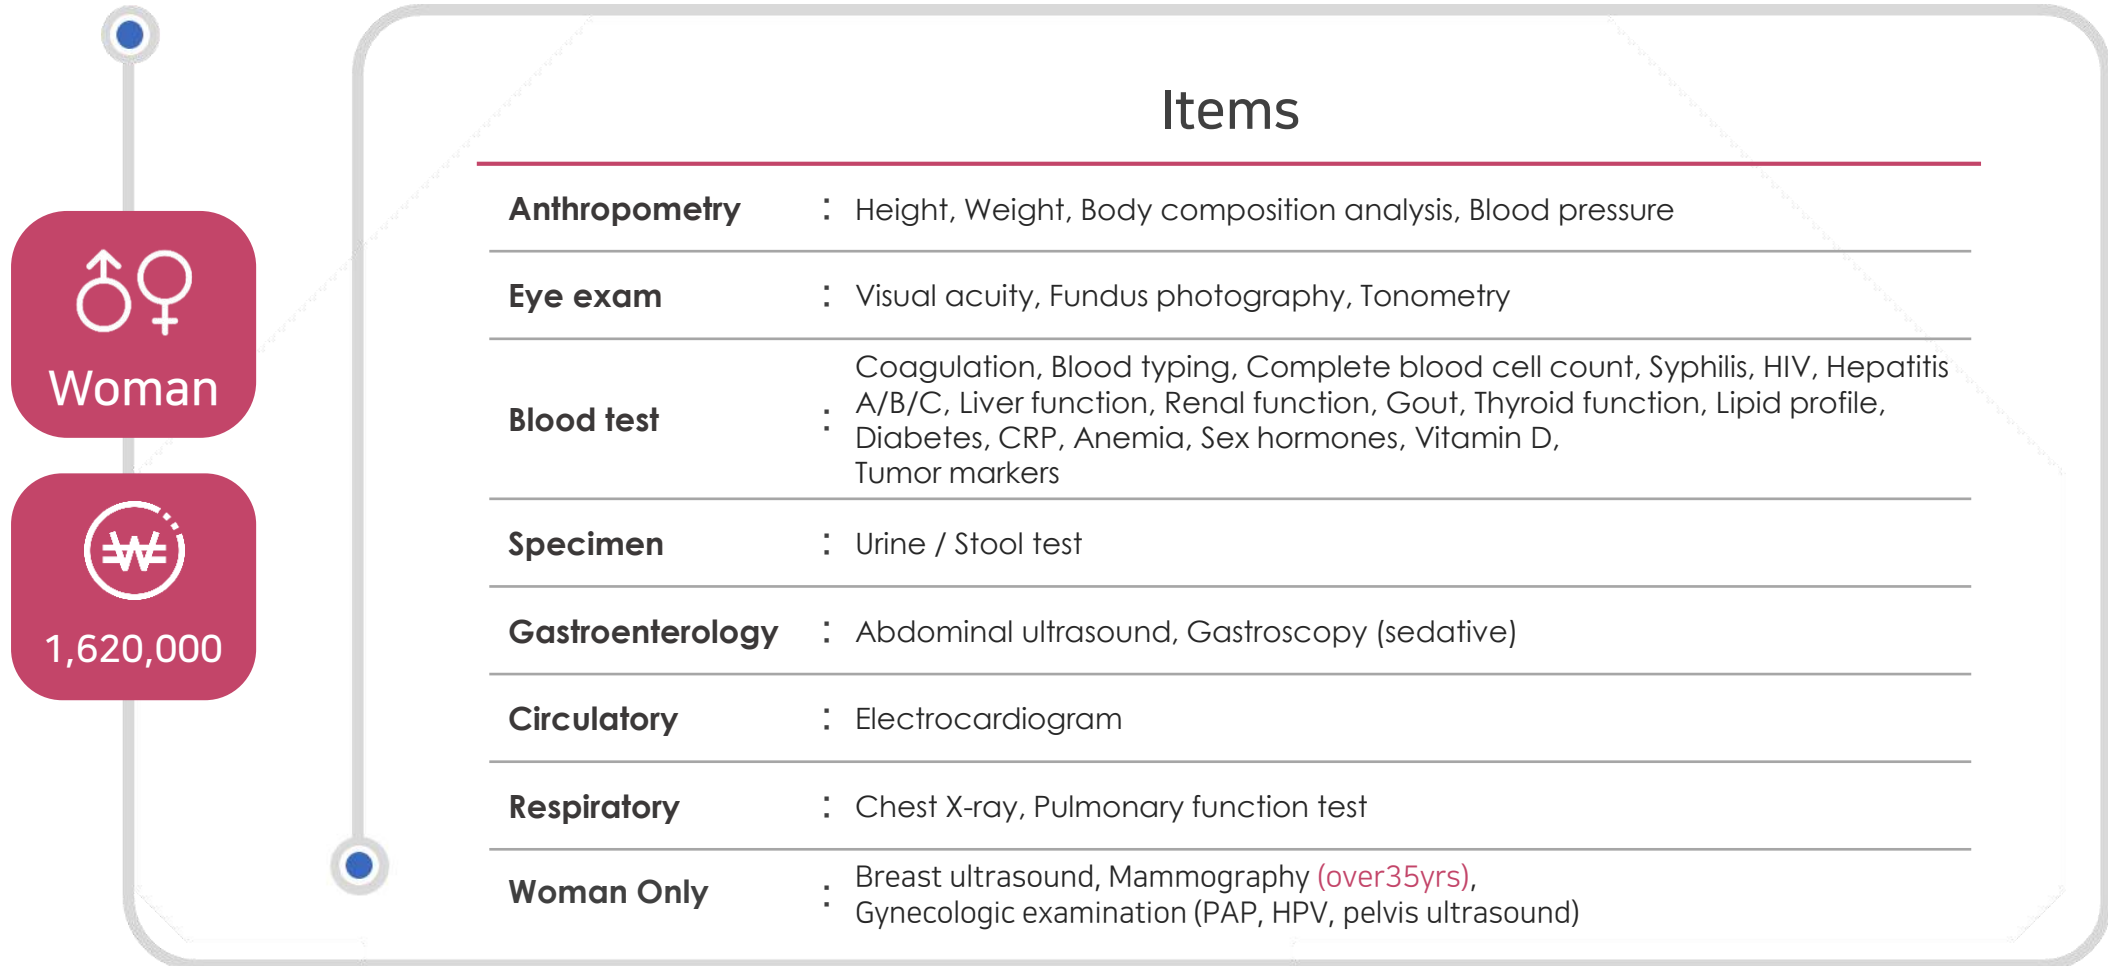 Woman
₩
1,620,000
Items
Anthropometry : Height, Weight, Body composition analysis, Blood pressure
Eye exam : Visual acuity, Fundus photography, Tonometry
Blood test :
Coagulation, Blood typing, Complete blood cell count, Syphilis, HIV, Hepatitis
A/B/C, Liver function, Renal function, Gout, Thyroid function, Lipid profile,
Diabetes, CRP, Anemia, Sex hormones, Vitamin D,
Tumor markers
Specimen : Urine / Stool test
Gastroenterology : Abdominal ultrasound, Gastroscopy (sedative)
Circulatory : Electrocardiogram
Respiratory : Chest X-ray, Pulmonary function test
Woman Only :
Breast ultrasound, Mammography (over35yrs),
Gynecologic examination (PAP, HPV, pelvis ultrasound)